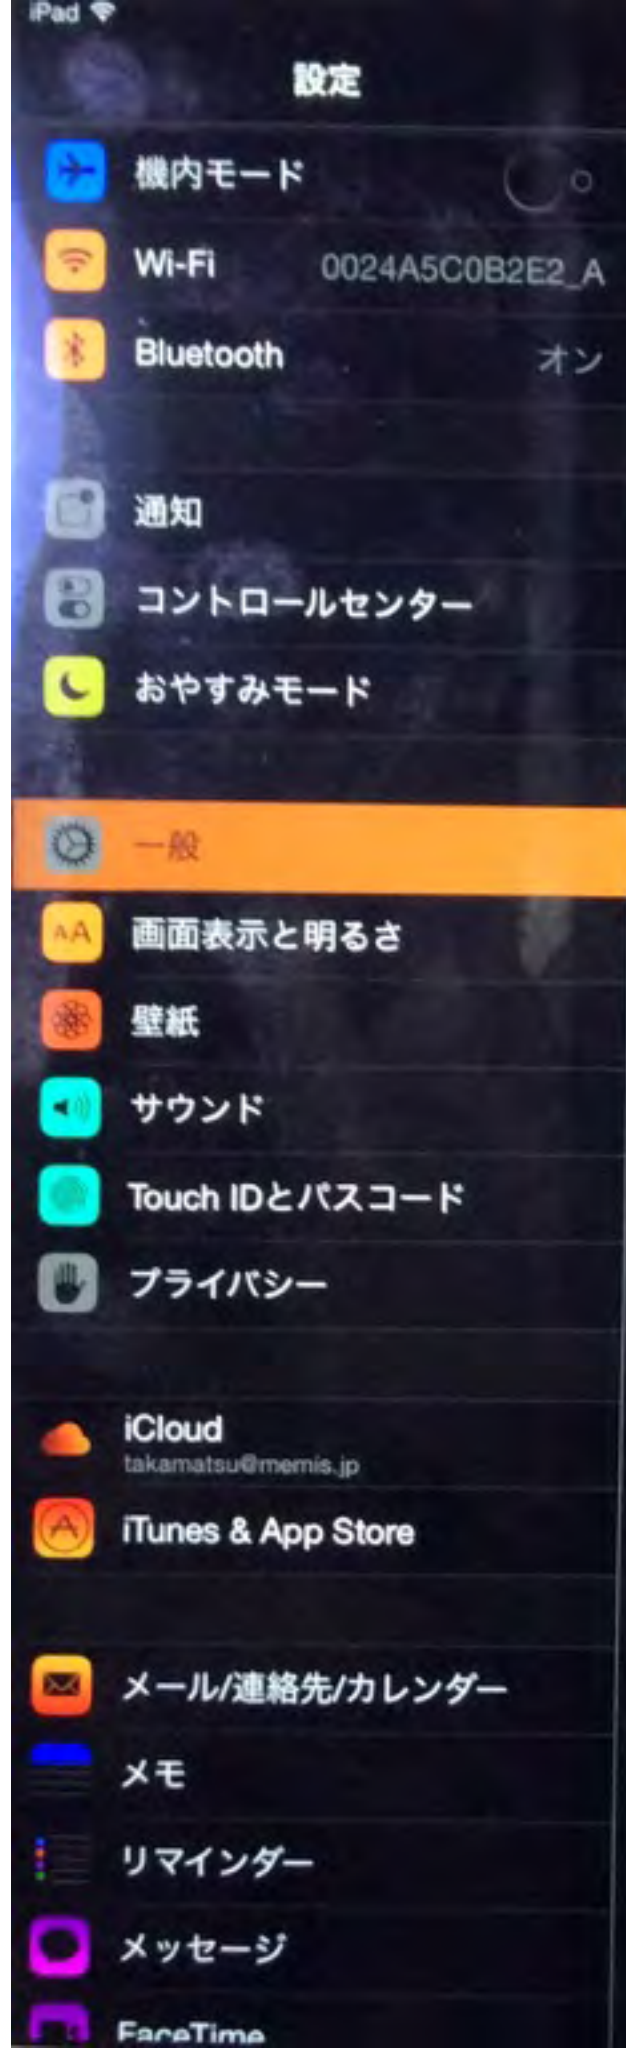 iPad
設定
機内モード
Wi-Fi 0024A5C0B2E2_A
Bluetooth オン
通知
コントロールセンター
おやすみモード
一般
AA 画面表示と明るさ
壁紙
サウンド
Touch IDとパスコード
プライバシー
iCloud
takamatsu@memis.jp
iTunes & App Store
メール/連絡先/カレンダー
メモ
リマインダー
メッセージ
FaceTime